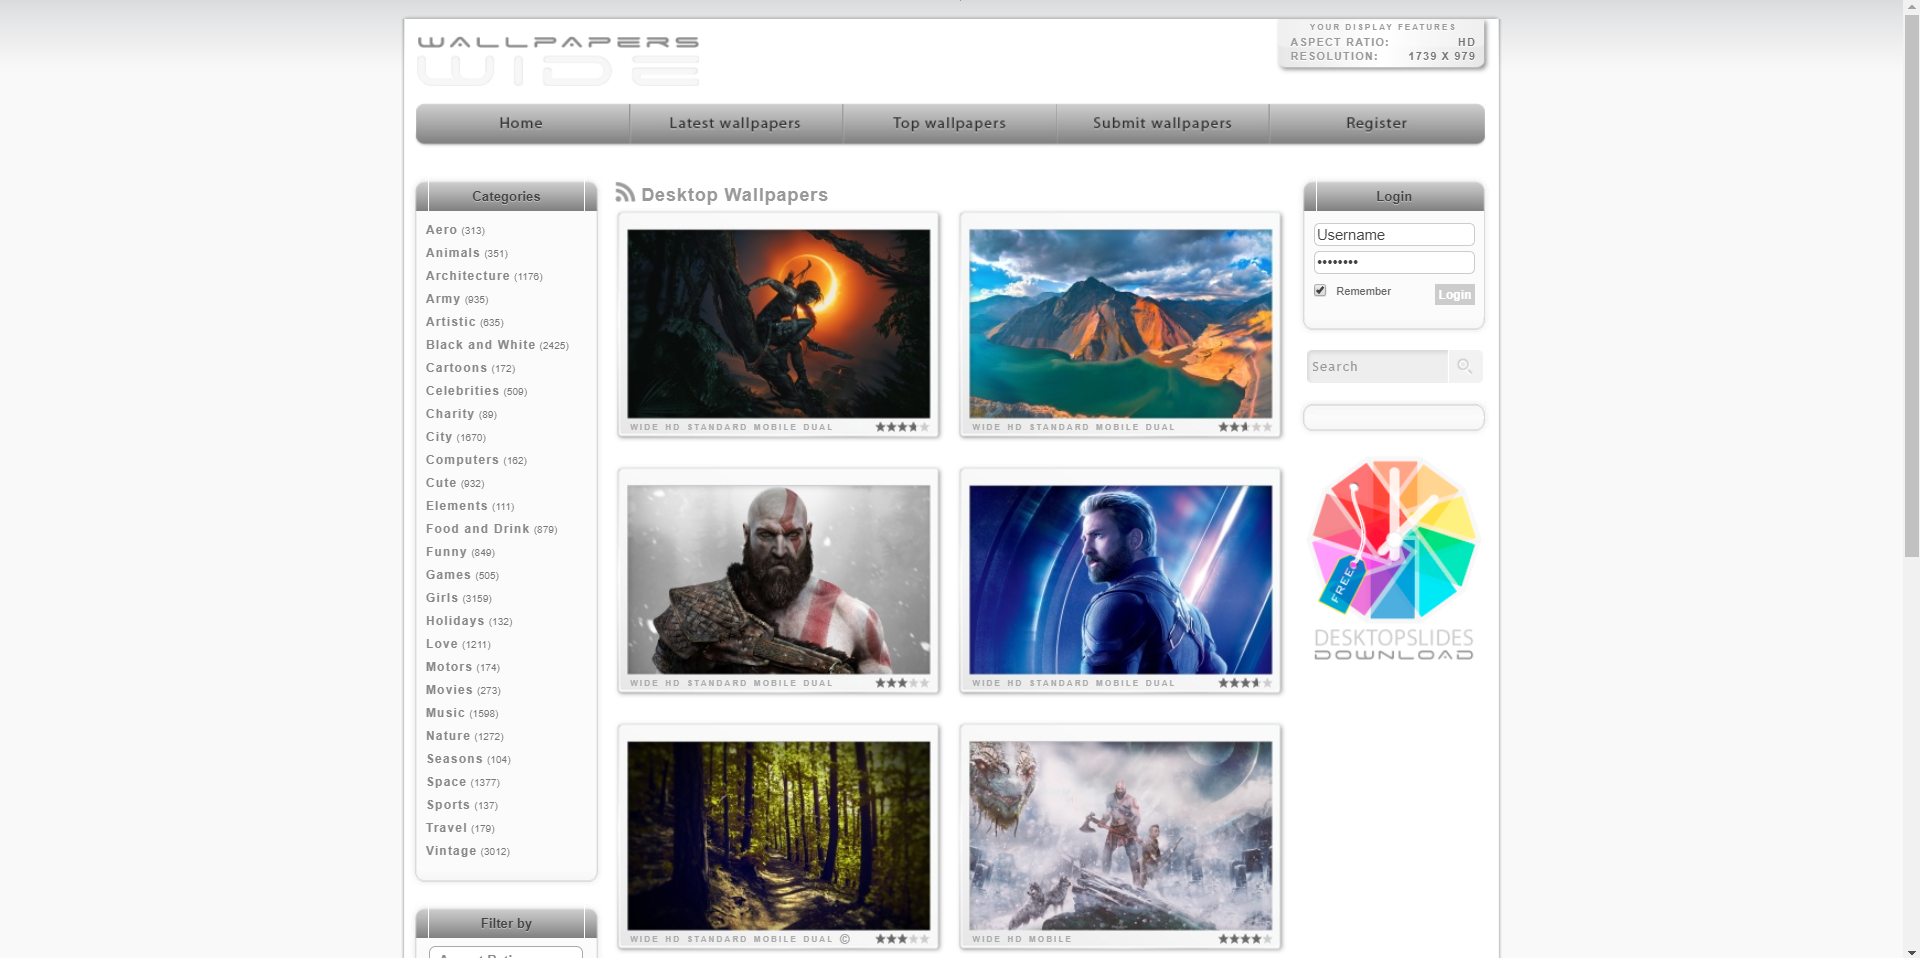 WALLPAPERS
WIDE
YOUR DISPLAY FEATURES
ASPECT RATIO: HD
RESOLUTION: 1739 X 979
Home
Latest wallpapers
Top wallpapers
Submit wallpapers
Register
Categories
Aero (313)
Animals (351)
Architecture (1176)
Army (935)
Artistic (635)
Black and White (2425)
Cartoons (172)
Celebrities (509)
Charity (89)
City (1670)
Computers (162)
Cute (932)
Elements (111)
Food and Drink (879)
Funny (849)
Games (505)
Girls (3159)
Holidays (132)
Love (1211)
Motors (174)
Movies (273)
Music (1598)
Nature (1272)
Seasons (104)
Space (1377)
Sports (137)
Travel (179)
Vintage (3012)
Filter by
Desktop Wallpapers
WIDE HD STANDARD MOBILE DUAL
WIDE HD STANDARD MOBILE DUAL
WIDE HD STANDARD MOBILE DUAL
WIDE HD STANDARD MOBILE DUAL
WIDE HD STANDARD MOBILE DUAL ©
WIDE HD MOBILE
Login
Username
Remember
Login
Search
FREE
DESKTOPSLIDES
DOWNLOAD